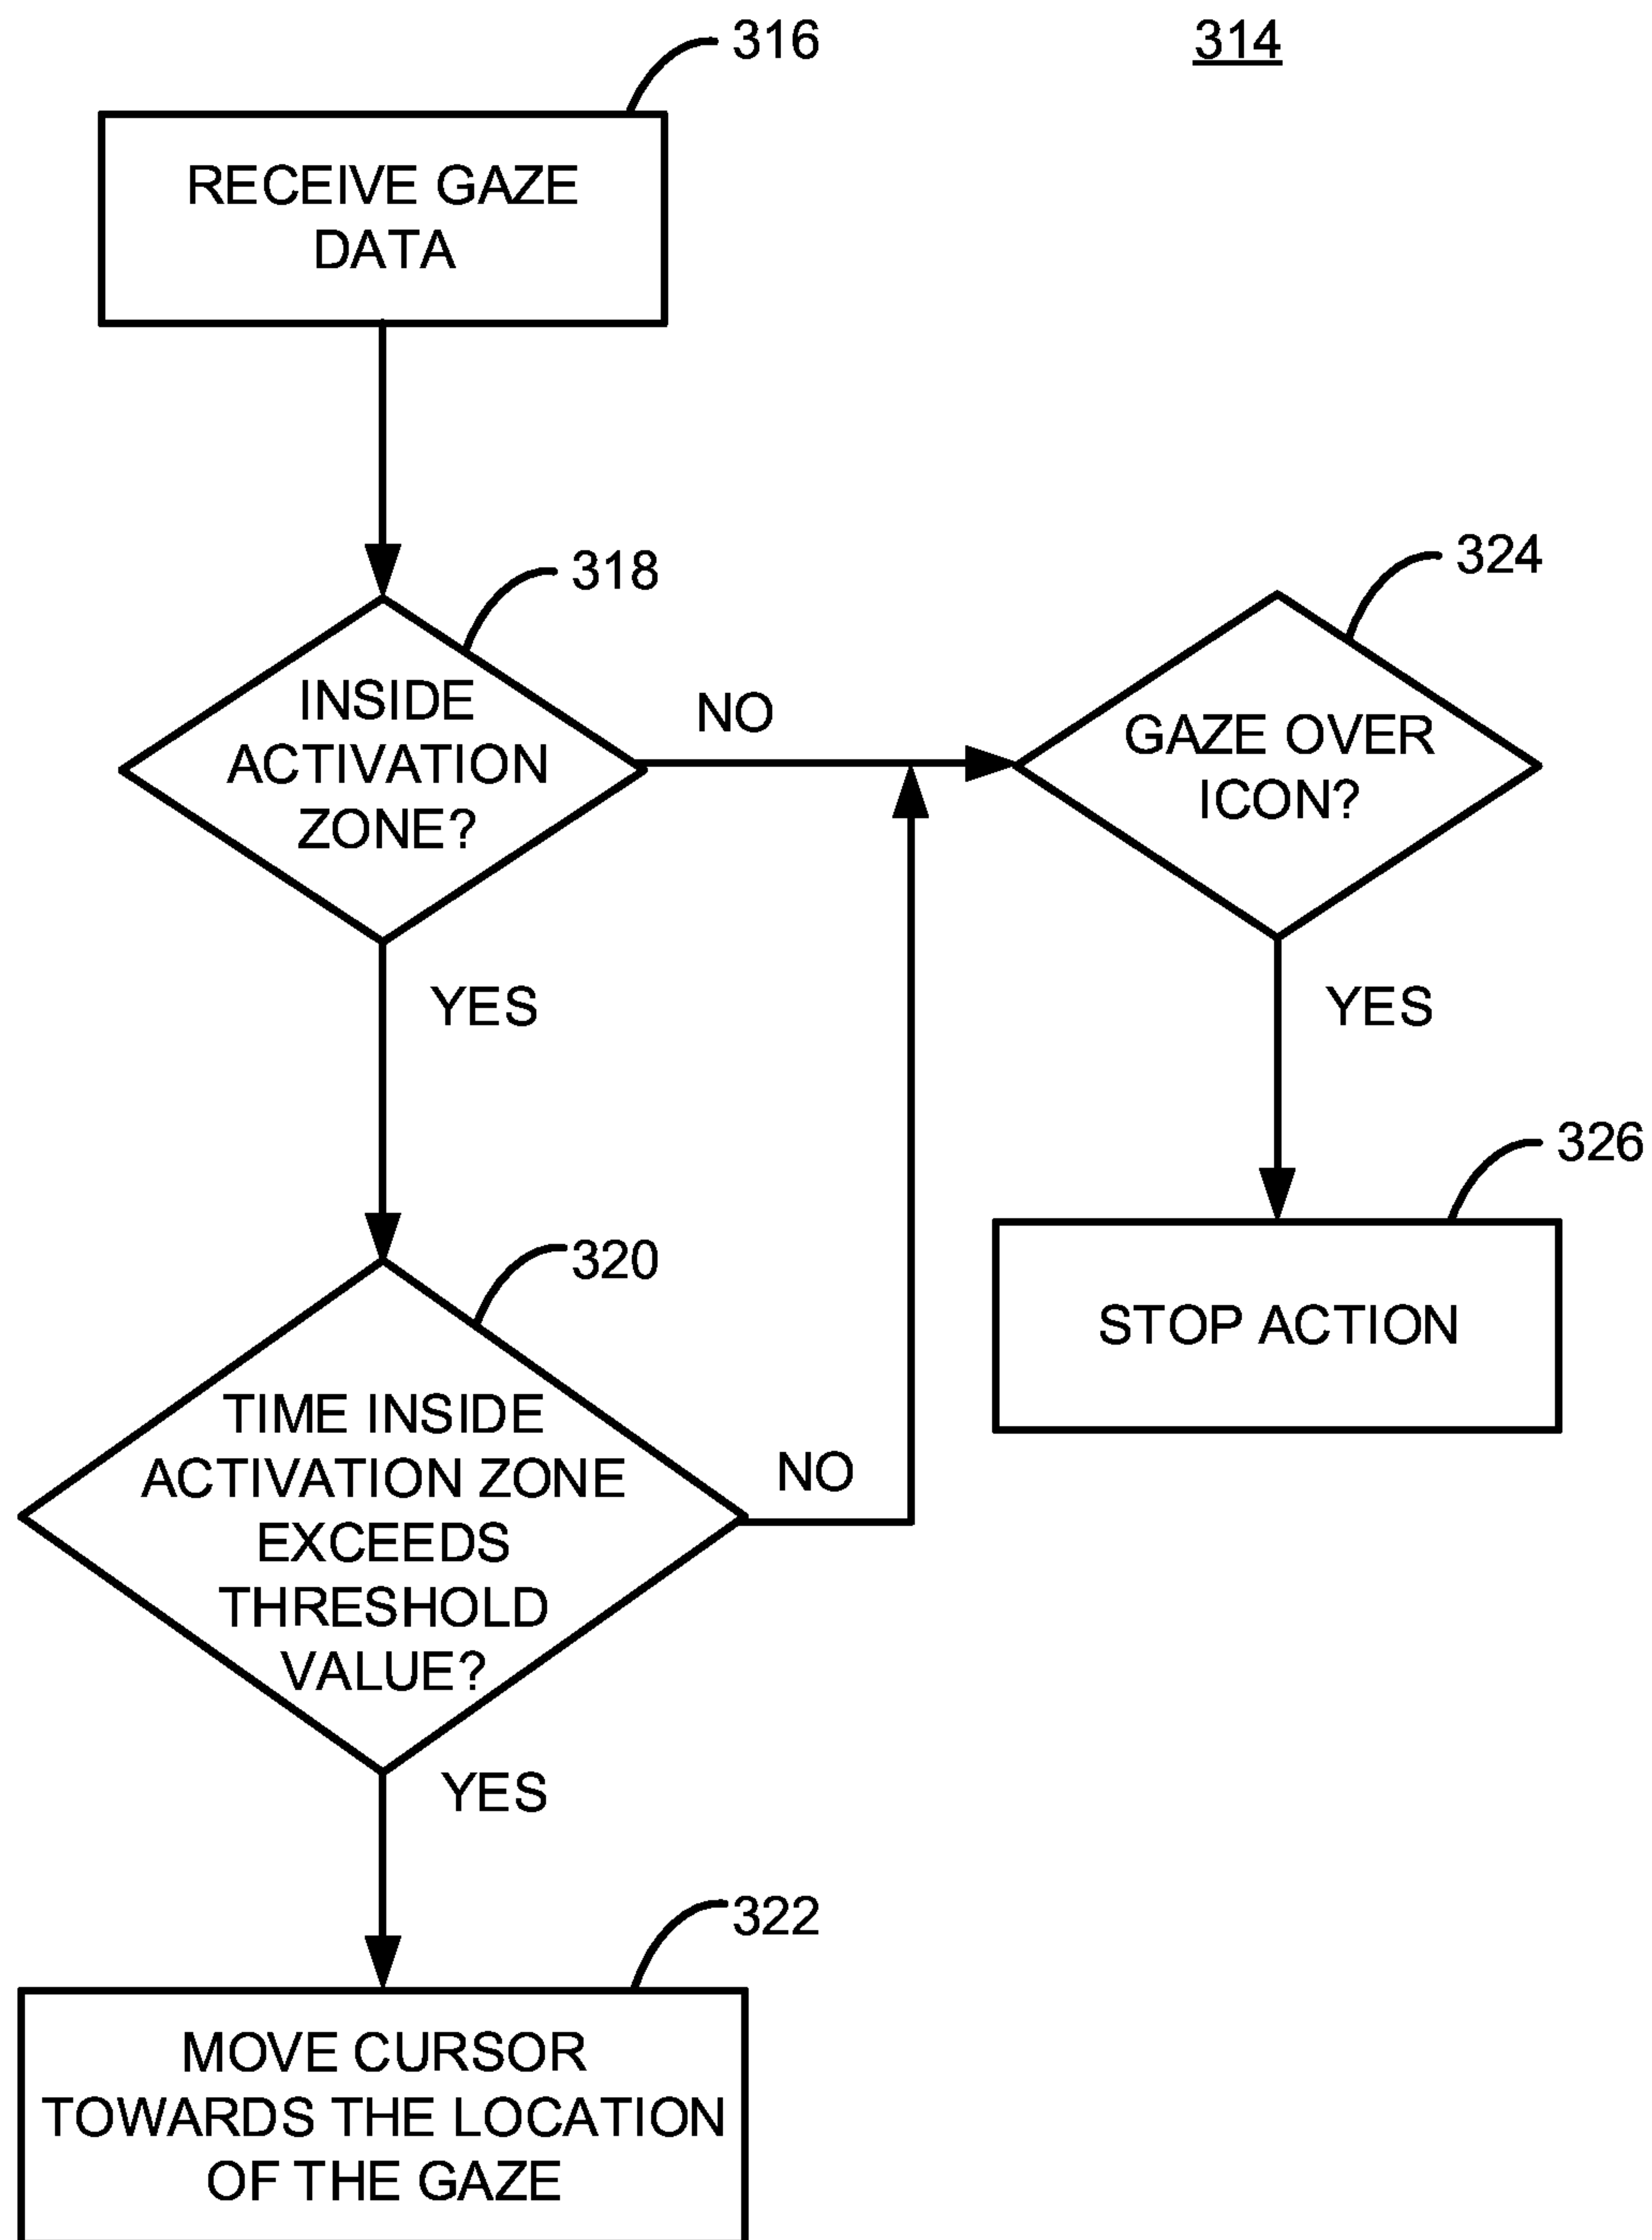 316
314
RECEIVE GAZE
DATA
318
324
INSIDE
ACTIVATION
ZONE?
NO
GAZE OVER
ICON?
YES
YES
326
320
STOP ACTION
TIME INSIDE
ACTIVATION ZONE
EXCEEDS
THRESHOLD
VALUE?
NO
YES
322
MOVE CURSOR
TOWARDS THE LOCATION
OF THE GAZE